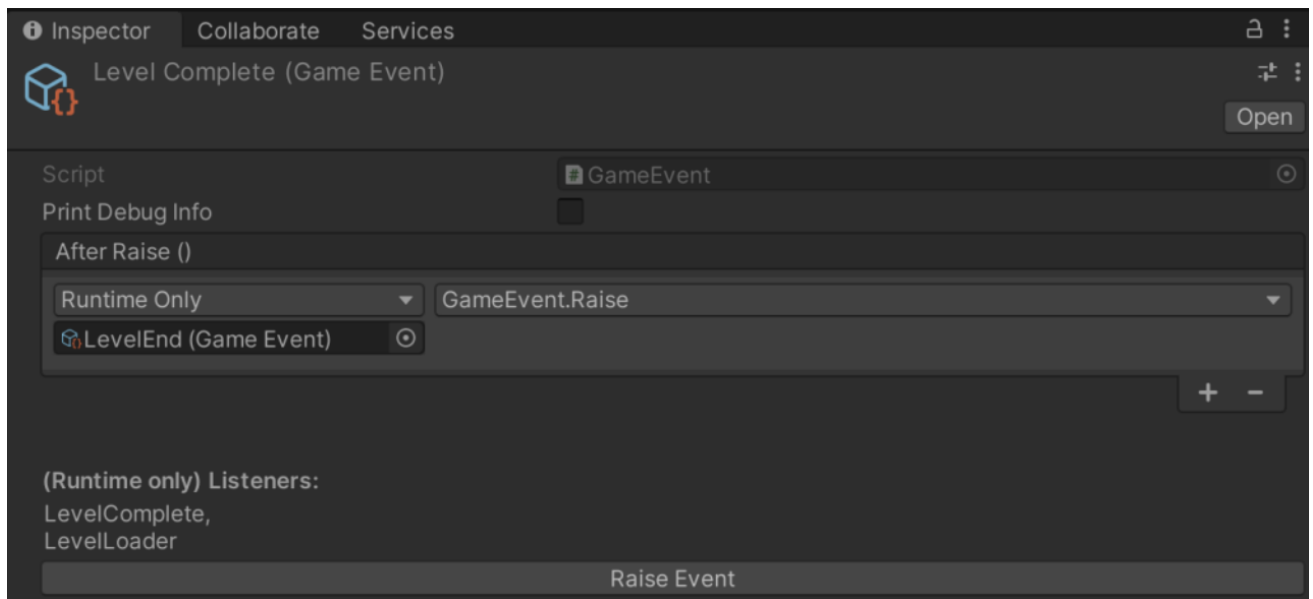 Inspector Collaborate Services
Level Complete (Game Event)
Open
Script GameEvent
Print Debug Info
After Raise ()
Runtime Only GameEvent.Raise
LevelEnd (Game Event)
+ −
(Runtime only) Listeners:
LevelComplete,
LevelLoader
Raise Event